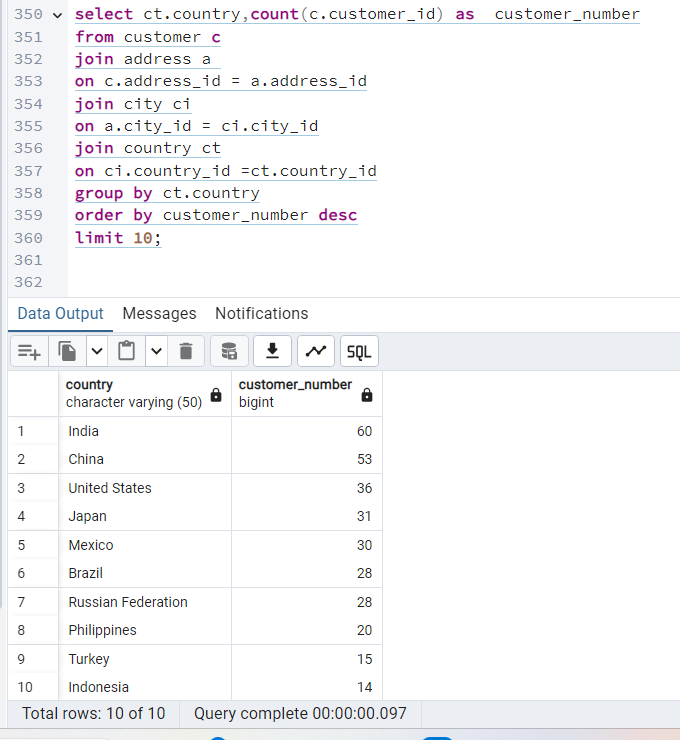 350 select ct.country,count(c.customer_id) as  customer_number
351 from customer c
352 join address a
353 on c.address_id = a.address_id
354 join city ci
355 on a.city_id = ci.city_id
356 join country ct
357 on ci.country_id =ct.country_id
358 group by ct.country
359 order by customer_number desc
360 limit 10;
361
362
Data Output Messages Notifications
SQL
country customer_number
character varying (50) bigint
1 India 60
2 China 53
3 United States 36
4 Japan 31
5 Mexico 30
6 Brazil 28
7 Russian Federation 28
8 Philippines 20
9 Turkey 15
10 Indonesia 14
Total rows: 10 of 10 Query complete 00:00:00.097